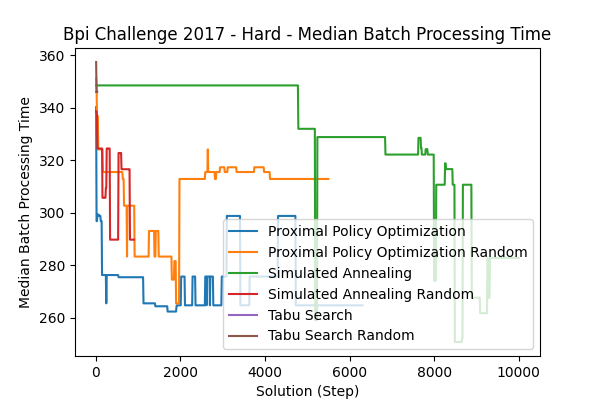 Bpi Challenge 2017 - Hard - Median Batch Processing Time
360
340
320
300
280
260
Median Batch Processing Time
Proximal Policy Optimization
Proximal Policy Optimization Random
Simulated Annealing
Simulated Annealing Random
Tabu Search
Tabu Search Random
0 2000 4000 6000 8000 10000
Solution (Step)